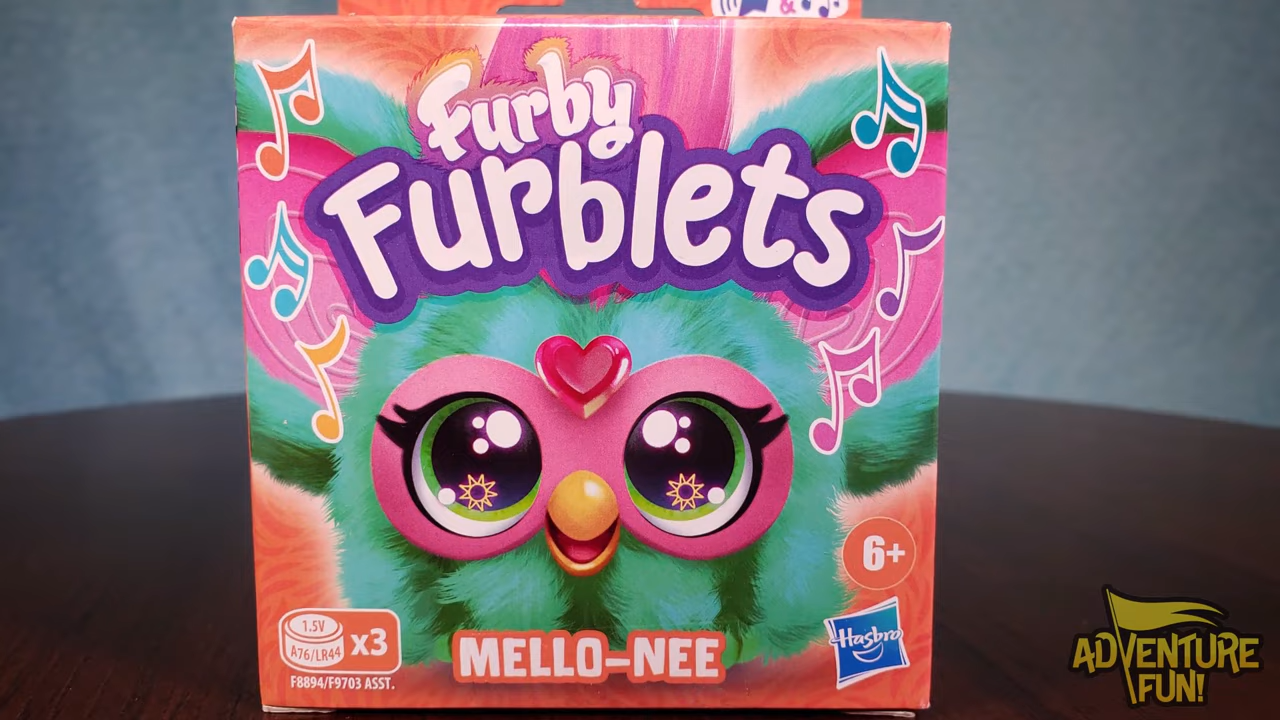 &
Furby
Furblets
6+
1.5V
A76/LR44
x3
F8894/F9703 ASST.
MELLO-NEE
Hasbro
ADVENTURE
FUN!